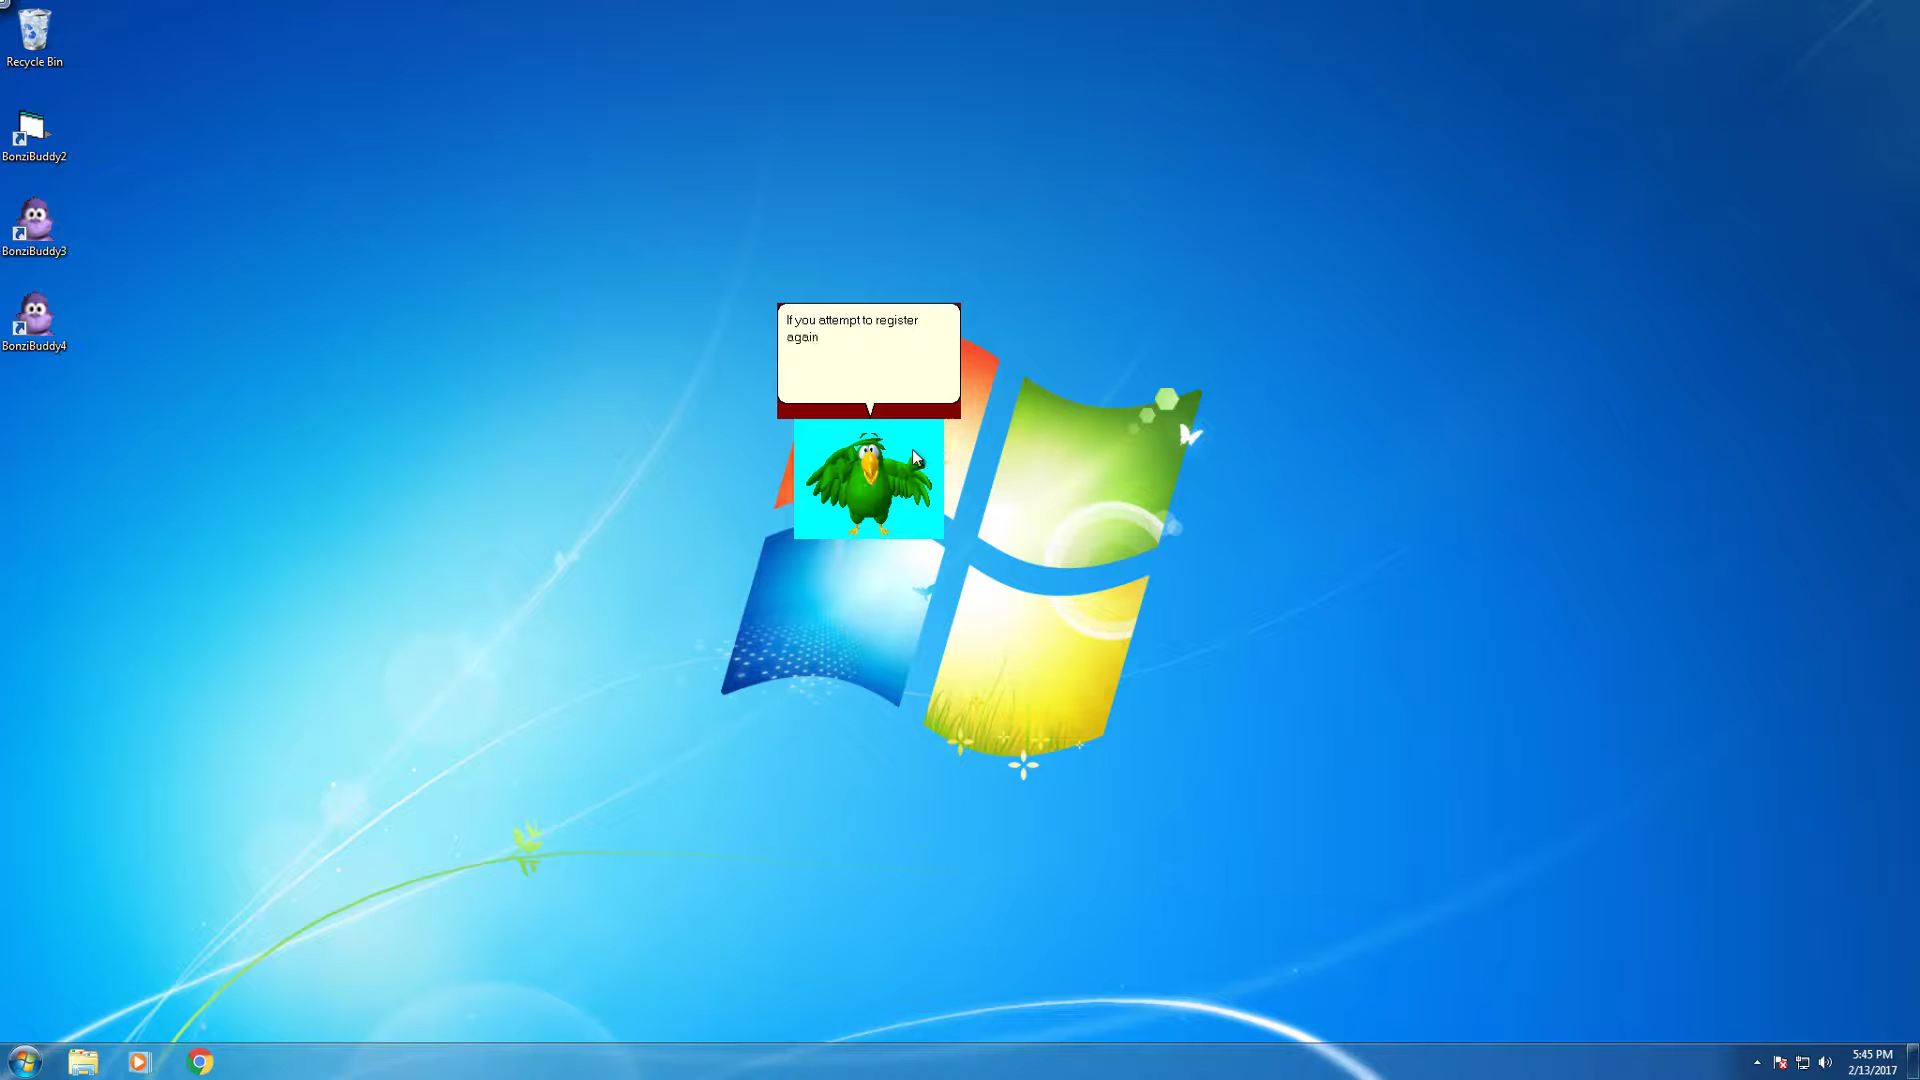 Recycle Bin
BonziBuddy2
BonziBuddy3
BonziBuddy4
If you attempt to register
again
5:45 PM
2/13/2017